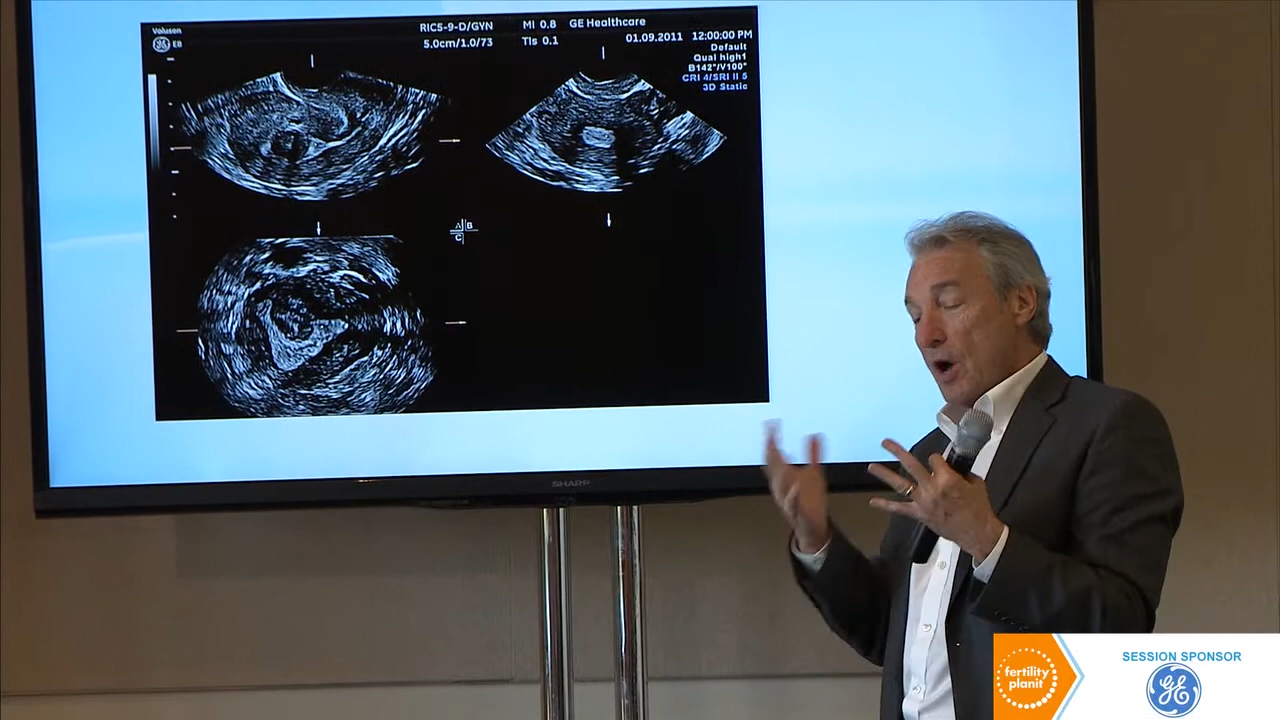 Voluson
GE E8
RIC5-9-D/GYN MI 0.8 GE Healthcare
5.0cm/1.0/73 TIs 0.1 01.09.2011 12:00:00 PM
Default
Qual high1
B142°/V100°
CRI 4/SRI II 5
3D Static
A B
C
SHARP
fertility
planit
SESSION SPONSOR
GE